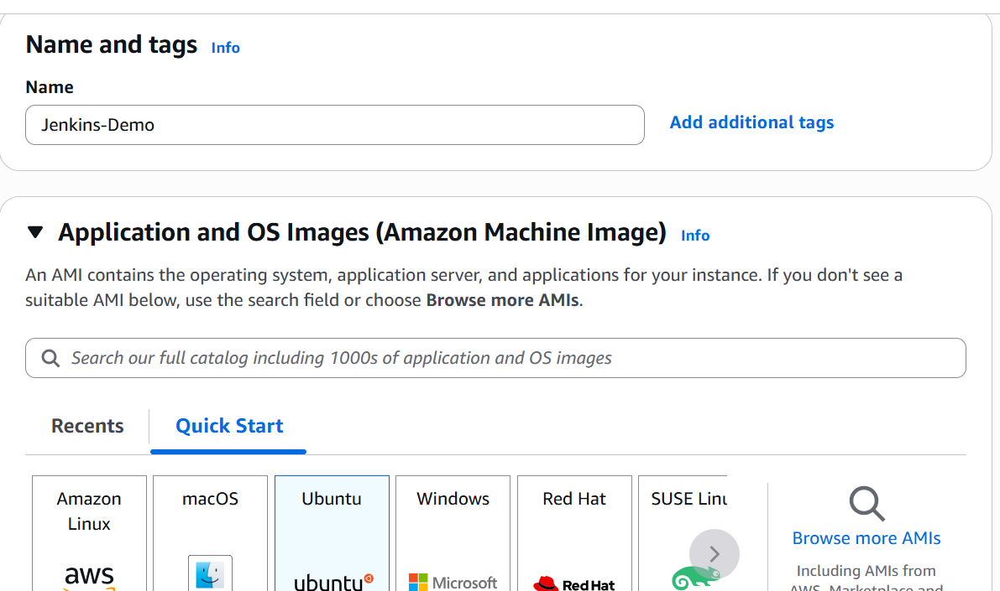 Name and tags Info
Name
Jenkins-Demo
Add additional tags
Application and OS Images (Amazon Machine Image) Info
An AMI contains the operating system, application server, and applications for your instance. If you don't see a
suitable AMI below, use the search field or choose Browse more AMIs.
Search our full catalog including 1000s of application and OS images
Recents
Quick Start
Amazon
Linux
aws
macOS
Ubuntu
ubuntu
Windows
Microsoft
Red Hat
Red Hat
SUSE Linu
Browse more AMIs
Including AMIs from
AWS, Marketplace and